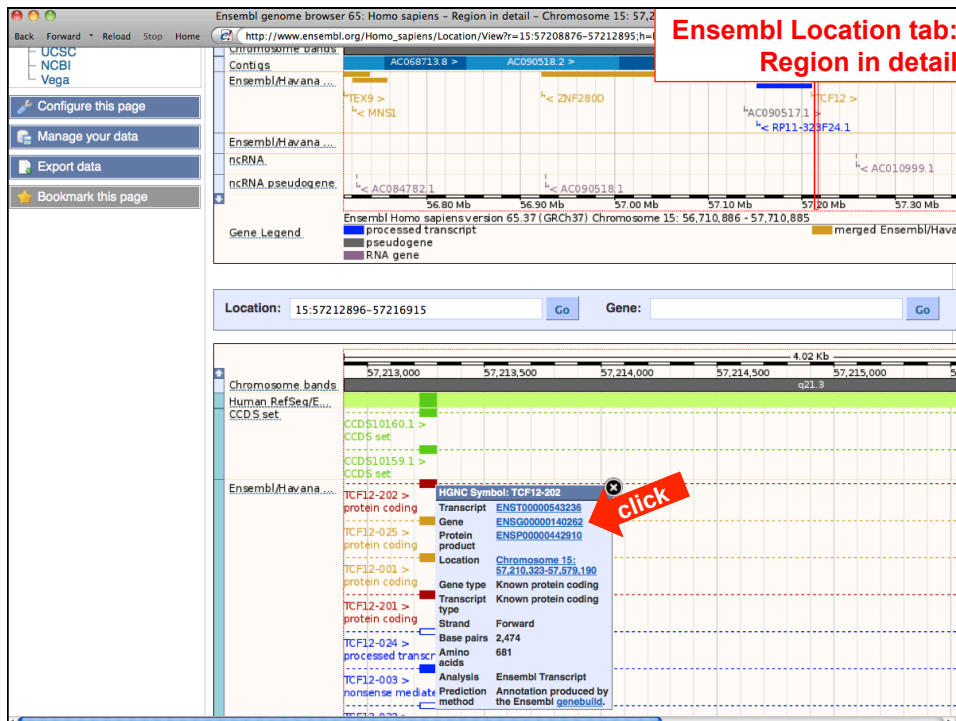 Ensembl genome browser 65: Homo sapiens – Region in detail – Chromosome 15: 57,2
Back Forward Reload Stop Home
http://www.ensembl.org/Homo_sapiens/Location/View?r=15:57208876-57212895;h=
Ensembl Location tab:
Region in detail
UCSC
NCBI
Vega
Configure this page
Manage your data
Export data
Bookmark this page
Chromosome bands
Contigs
AC068713.8 > AC090518.2 >
Ensembl/Havana ...
TEX9 > < ZNF280D TCF12 >
< MNS1 AC090517.1 >
< RP11-323F24.1
Ensembl/Havana ...
ncRNA
< AC010999.1
ncRNA pseudogene
< AC084782.1 < AC090518.1
56.80 Mb 56.90 Mb 57.00 Mb 57.10 Mb 57.20 Mb 57.30 Mb
Ensembl Homo sapiens version 65.37 (GRCh37) Chromosome 15: 56,710,886 - 57,710,885
Gene Legend
processed transcript merged Ensembl/Hava
pseudogene
RNA gene
Location: 15:57212896-57216915 Go Gene: Go
4.02 Kb
57,213,000 57,213,500 57,214,000 57,214,500 57,215,000
Chromosome bands q21.3
Human RefSeq/E...
CCDS set
CCDS10160.1 >
CCDS set
CCDS10159.1 >
CCDS set
Ensembl/Havana ...
TCF12-202 >
protein coding
TCF12-025 >
protein coding
TCF12-001 >
protein coding
TCF12-201 >
protein coding
TCF12-024 >
processed transcr
TCF12-003 >
nonsense mediate
HGNC Symbol: TCF12-202
Transcript ENST00000543236
Gene ENSG00000140262
Protein product ENSP00000442910
Location Chromosome 15:
57,210,323-57,579,190
Gene type Known protein coding
Transcript type Known protein coding
Strand Forward
Base pairs 2,474
Amino acids 681
Analysis Ensembl Transcript
Prediction method Annotation produced by
the Ensembl genebuild.
click